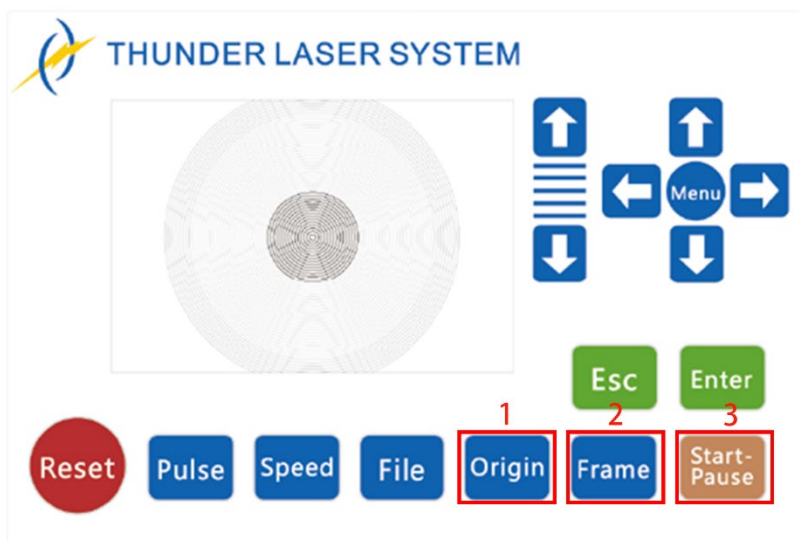 THUNDER LASER SYSTEM
Menu
Esc
Enter
1
2
3
Reset
Pulse
Speed
File
Origin
Frame
Start-
Pause